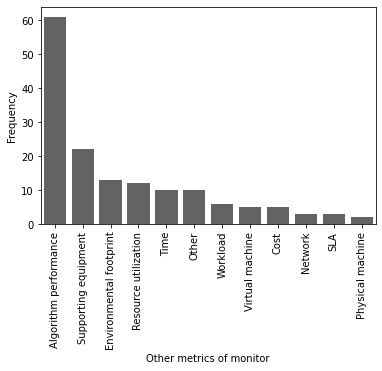 60
50
40
30
20
10
0
Frequency
Algorithm performance
Supporting equipment
Environmental footprint
Resource utilization
Time
Other
Workload
Virtual machine
Cost
Network
SLA
Physical machine
Other metrics of monitor